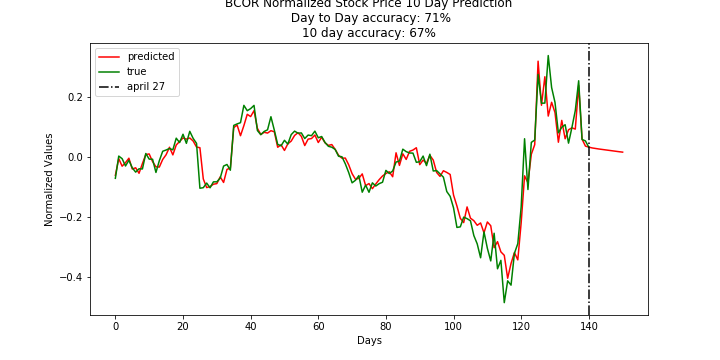 BCOR Normalized Stock Price 10 Day Prediction
Day to Day accuracy: 71%
10 day accuracy: 67%
predicted
true
april 27
Normalized Values
0.2
0.0
−0.2
−0.4
0
20
40
60
80
100
120
140
Days